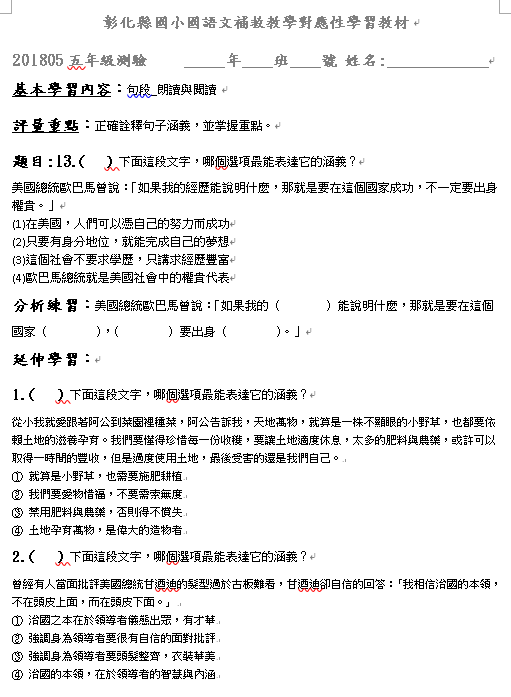 彰化縣國小國語文補救教學對應性學習教材
201805五年級測驗 ______年____班____號 姓名:_____________
基本學習內容：句段_朗讀與閱讀
評量重點：正確詮釋句子涵義，並掌握重點。
題目:13.(　)下面這段文字，哪個選項最能表達它的涵義？
美國總統歐巴馬曾說：「如果我的經歷能說明什麼，那就是要在這個國家成功，不一定要出身
權貴。」
(1)在美國，人們可以憑自己的努力而成功
(2)只要有身分地位，就能完成自己的夢想
(3)這個社會不要求學歷，只講求經歷豐富
(4)歐巴馬總統就是美國社會中的權貴代表
分析練習：美國總統歐巴馬曾說：「如果我的（　　　）能說明什麼，那就是要在這個
國家（　　　），（　　　）要出身（　　　）。」
延伸學習：
1.(　)下面這段文字，哪個選項最能表達它的涵義？
從小我就愛跟著阿公到菜園裡種菜，阿公告訴我，天地萬物，就算是一株不顯眼的小野草，也都要依
賴土地的滋養孕育。我們要懂得珍惜每一份收穫，要讓土地適度休息，太多的肥料與農藥，或許可以
取得一時間的豐收，但是過度使用土地，最後受害的還是我們自己。
① 就算是小野草，也需要施肥耕植
② 我們要愛物惜福，不要需索無度
③ 禁用肥料與農藥，否則得不償失
④ 土地孕育萬物，是偉大的造物者
2.(　)下面這段文字，哪個選項最能表達它的涵義？
曾經有人當面批評美國總統甘迺迪的髮型過於古板難看，甘迺迪卻自信的回答：「我相信治國的本領，
不在頭皮上面，而在頭皮下面。」
① 治國之本在於領導者儀態出眾，有才華
② 強調身為領導者要很有自信的面對批評
③ 強調身為領導者要頭髮整齊，衣裝華美
④ 治國的本領，在於領導者的智慧與內涵